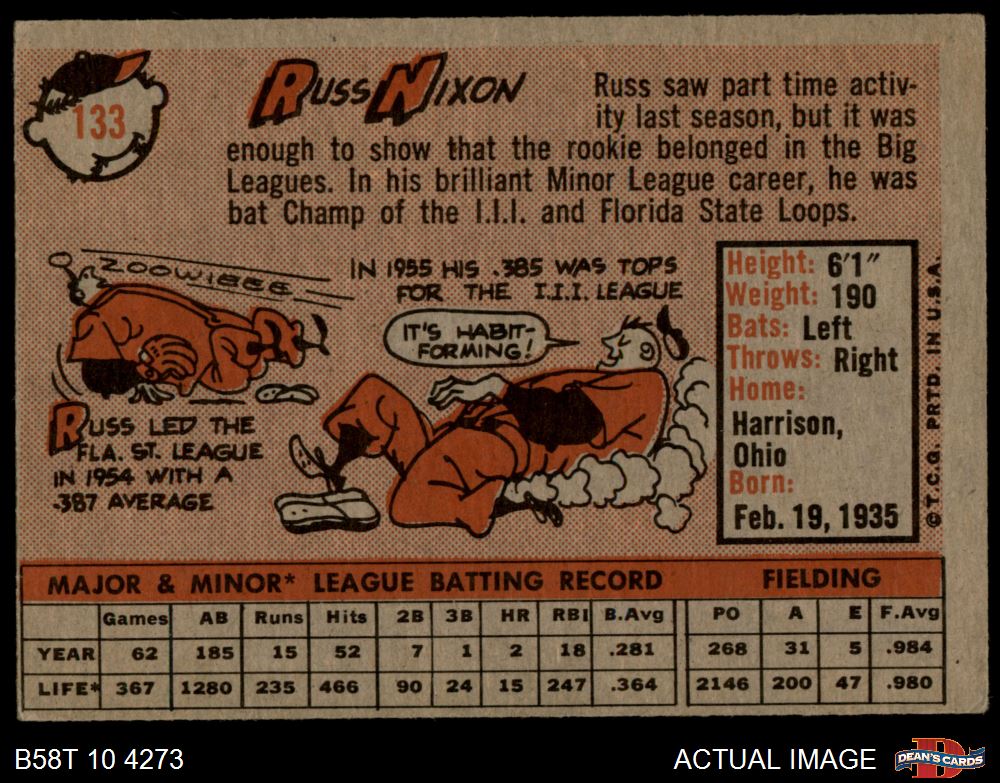 133
RUSS NIXON
Russ saw part time activ-
ity last season, but it was
enough to show that the rookie belonged in the Big
Leagues. In his brilliant Minor League career, he was
bat Champ of the I.I.I. and Florida State Loops.
ZOOWIEEE
IN 1955 HIS .385 WAS TOPS
FOR THE I.I.I. LEAGUE
IT'S HABIT-
FORMING!
RUSS LED THE
FLA. ST. LEAGUE
IN 1954 WITH A
.387 AVERAGE
Height: 6'1"
Weight: 190
Bats: Left
Throws: Right
Home:
Harrison,
Ohio
Born:
Feb. 19, 1935
© T.C.G. PRTD. IN U.S.A.
MAJOR & MINOR* LEAGUE BATTING RECORD FIELDING
Games AB Runs Hits 2B 3B HR RBI B.Avg PO A E F.Avg
YEAR 62 185 15 52 7 1 2 18 .281 268 31 5 .984
LIFE* 367 1280 235 466 90 24 15 247 .364 2146 200 47 .980
B58T 10 4273 ACTUAL IMAGE D DEAN'S CARDS